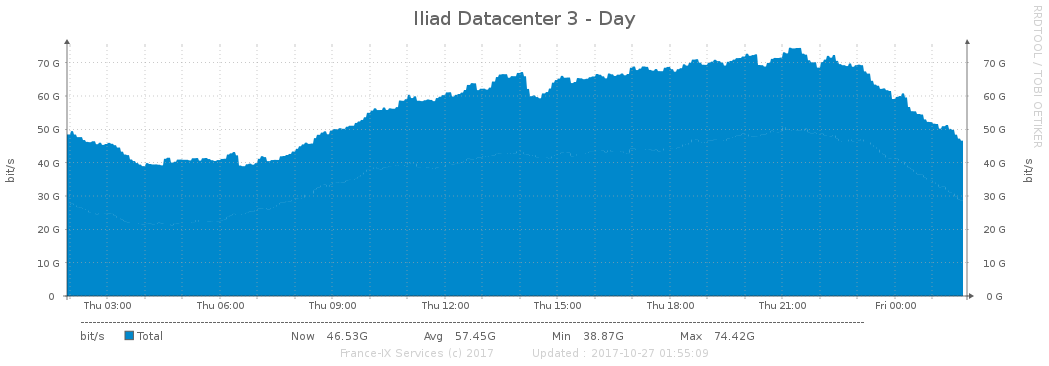 Iliad Datacenter 3 - Day
RRDTOOL / TOBI OETIKER
bit/s
bit/s
70 G 70 G
60 G 60 G
50 G 50 G
40 G 40 G
30 G 30 G
20 G 20 G
10 G 10 G
0 0 G
Thu 03:00 Thu 06:00 Thu 09:00 Thu 12:00 Thu 15:00 Thu 18:00 Thu 21:00 Fri 00:00
bit/s Total Now 46.53G Avg 57.45G Min 38.87G Max 74.42G
France-IX Services (c) 2017 Updated : 2017-10-27 01:55:09